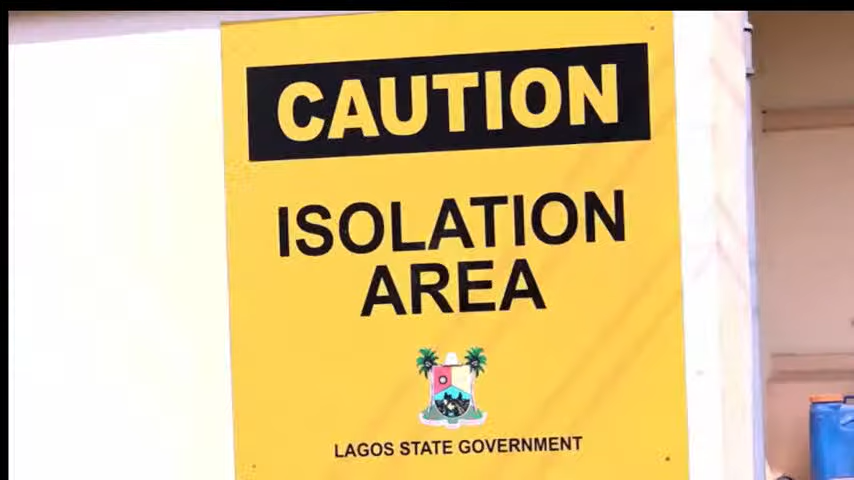 CAUTION
ISOLATION
AREA
LAGOS STATE GOVERNMENT